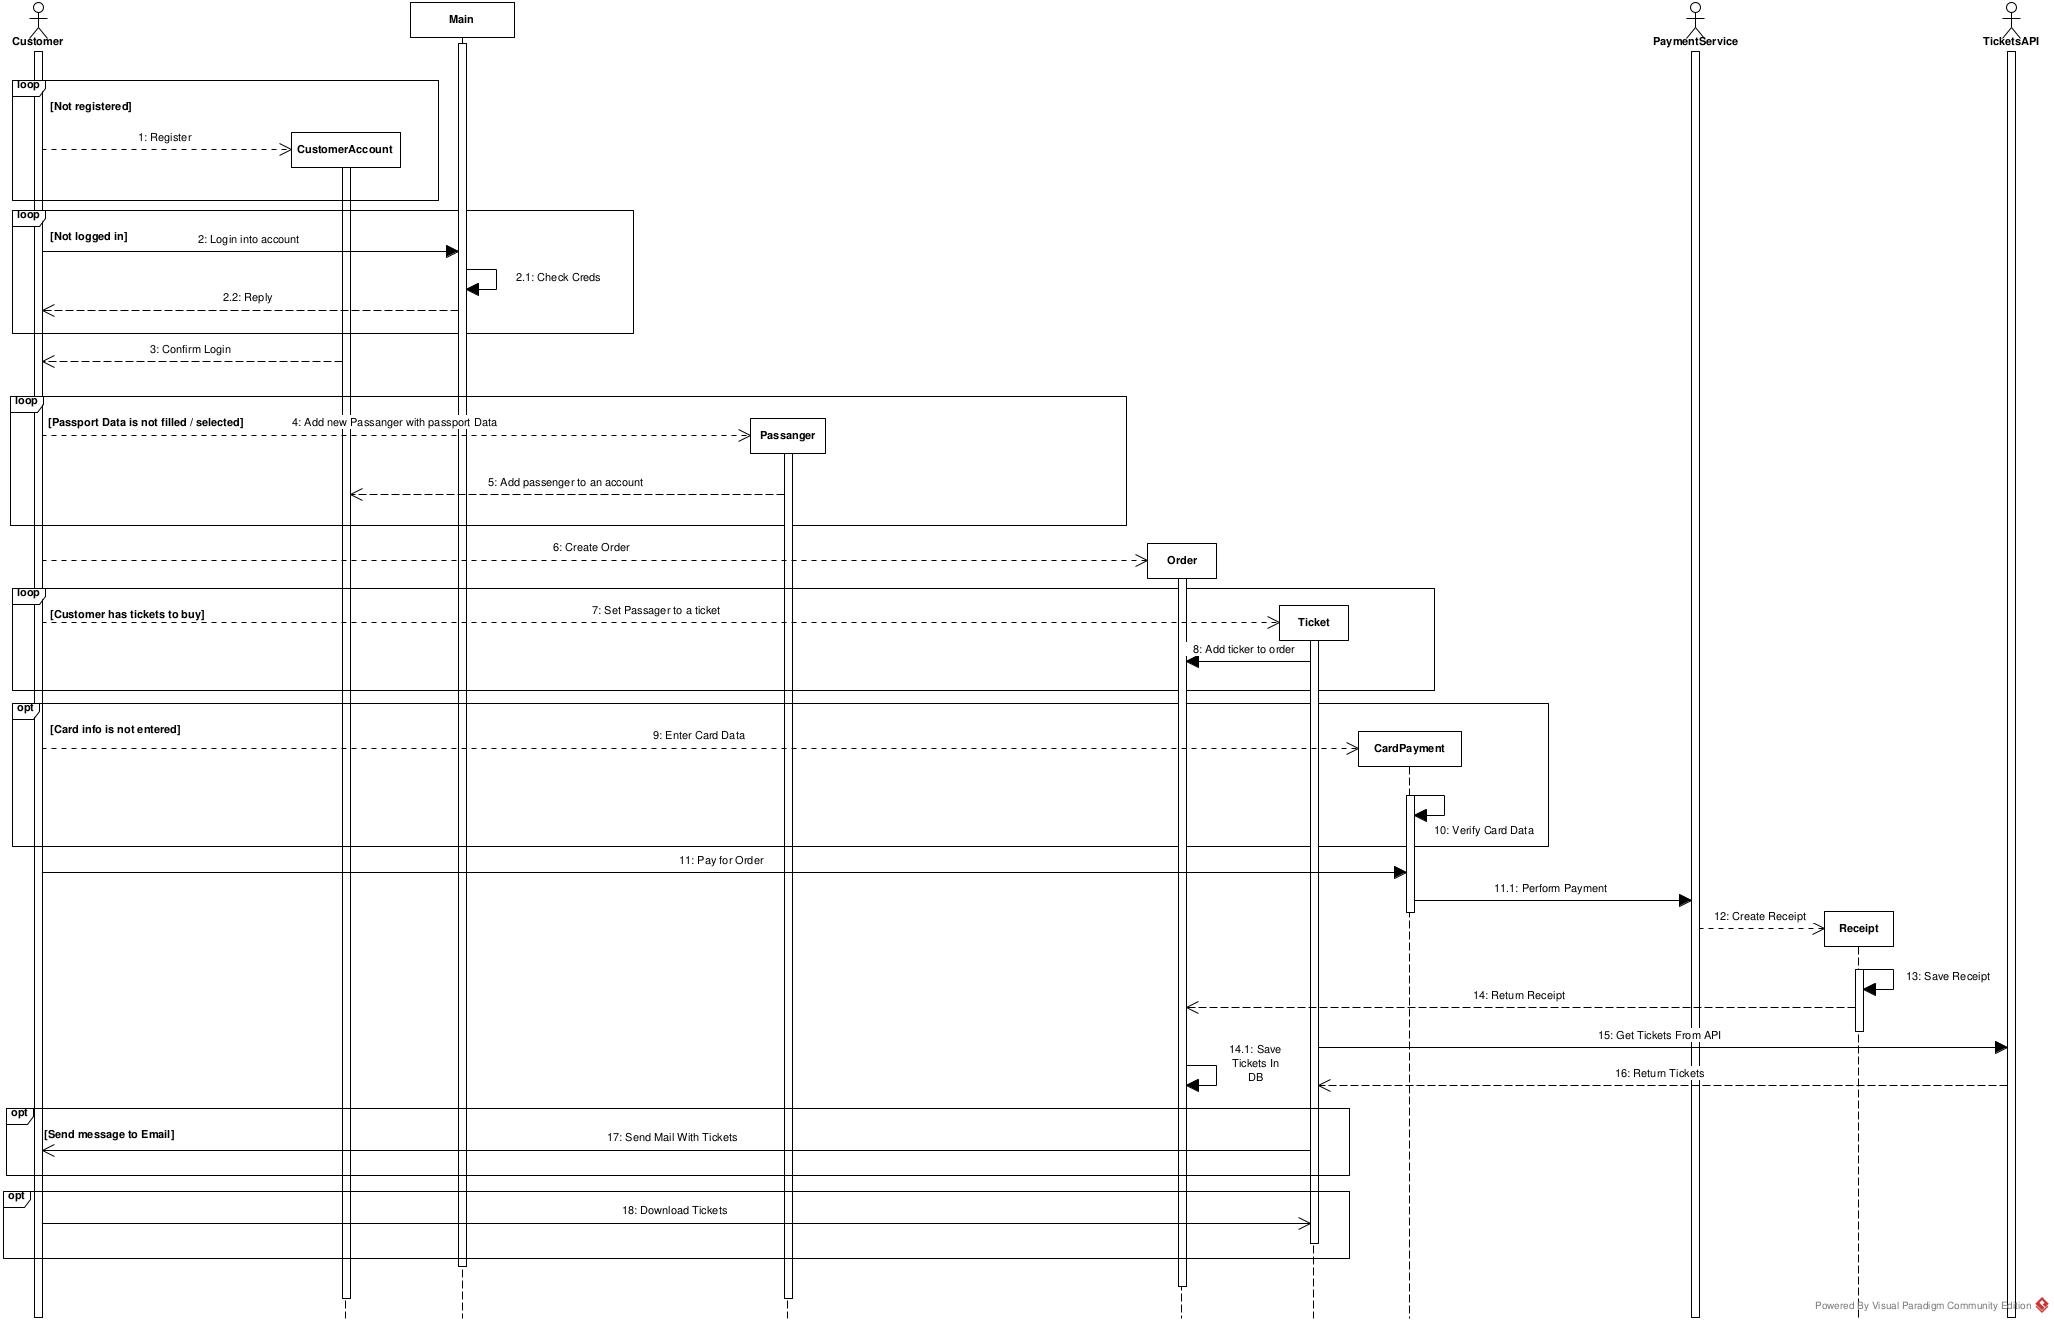 Customer
Main
PaymentService
TicketsAPI
loop
[Not registered]
1: Register
CustomerAccount
loop
[Not logged in]
2: Login into account
2.1: Check Creds
2.2: Reply
3: Confirm Login
loop
[Passport Data is not filled / selected]
4: Add new Passanger with passport Data
Passanger
5: Add passenger to an account
6: Create Order
Order
loop
[Customer has tickets to buy]
7: Set Passager to a ticket
Ticket
8: Add ticker to order
opt
[Card info is not entered]
9: Enter Card Data
CardPayment
10: Verify Card Data
11: Pay for Order
11.1: Perform Payment
12: Create Receipt
Receipt
13: Save Receipt
14: Return Receipt
15: Get Tickets From API
14.1: Save
Tickets In
DB
16: Return Tickets
opt
[Send message to Email]
17: Send Mail With Tickets
opt
18: Download Tickets
Powered By Visual Paradigm Community Edition